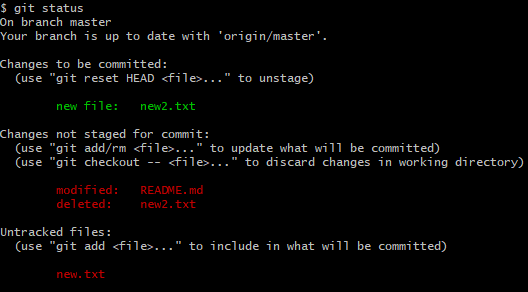 $ git status
On branch master
Your branch is up to date with 'origin/master'.
Changes to be committed:
(use "git reset HEAD <file>..." to unstage)
new file: new2.txt
Changes not staged for commit:
(use "git add/rm <file>..." to update what will be committed)
(use "git checkout -- <file>..." to discard changes in working directory)
modified: README.md
deleted: new2.txt
Untracked files:
(use "git add <file>..." to include in what will be committed)
new.txt